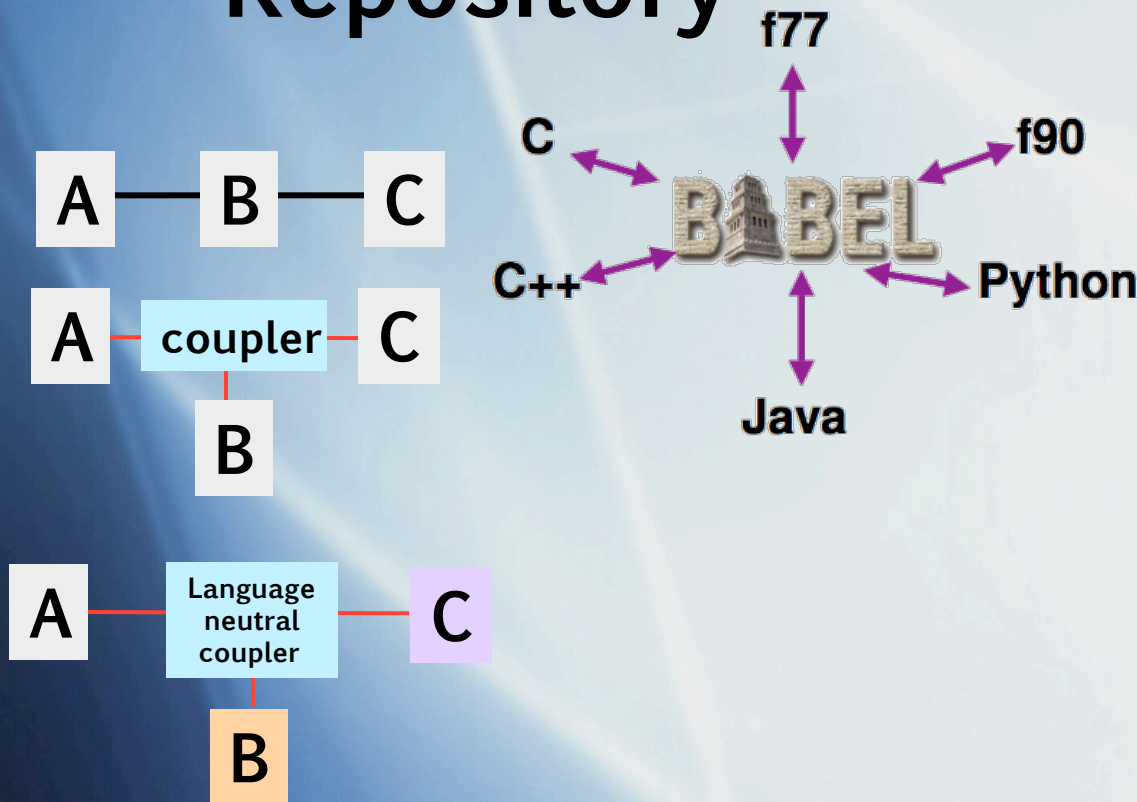 Repository
f77
C
f90
BABEL
C++
Python
Java
A B C
A coupler C
B
A
Language
neutral
coupler
C
B